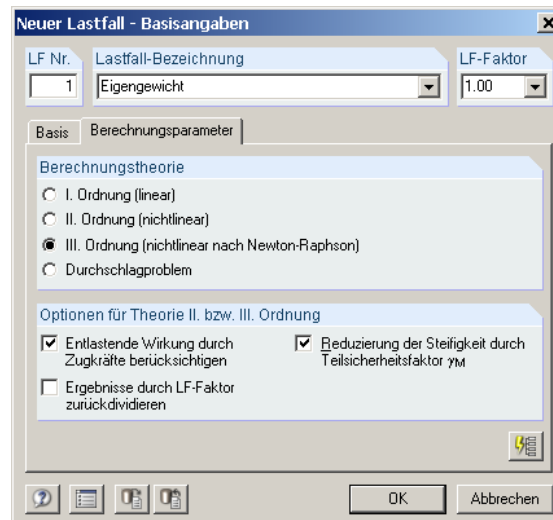 Neuer Lastfall - Basisangaben
LF Nr.
Lastfall-Bezeichnung
LF-Faktor
1
Eigengewicht
1.00
Basis
Berechnungsparameter
Berechnungstheorie
I. Ordnung (linear)
II. Ordnung (nichtlinear)
III. Ordnung (nichtlinear nach Newton-Raphson)
Durchschlagproblem
Optionen für Theorie II. bzw. III. Ordnung
Entlastende Wirkung durch
Zugkräfte berücksichtigen
Reduzierung der Steifigkeit durch
Teilsicherheitsfaktor γM
Ergebnisse durch LF-Faktor
zurückdividieren
OK
Abbrechen